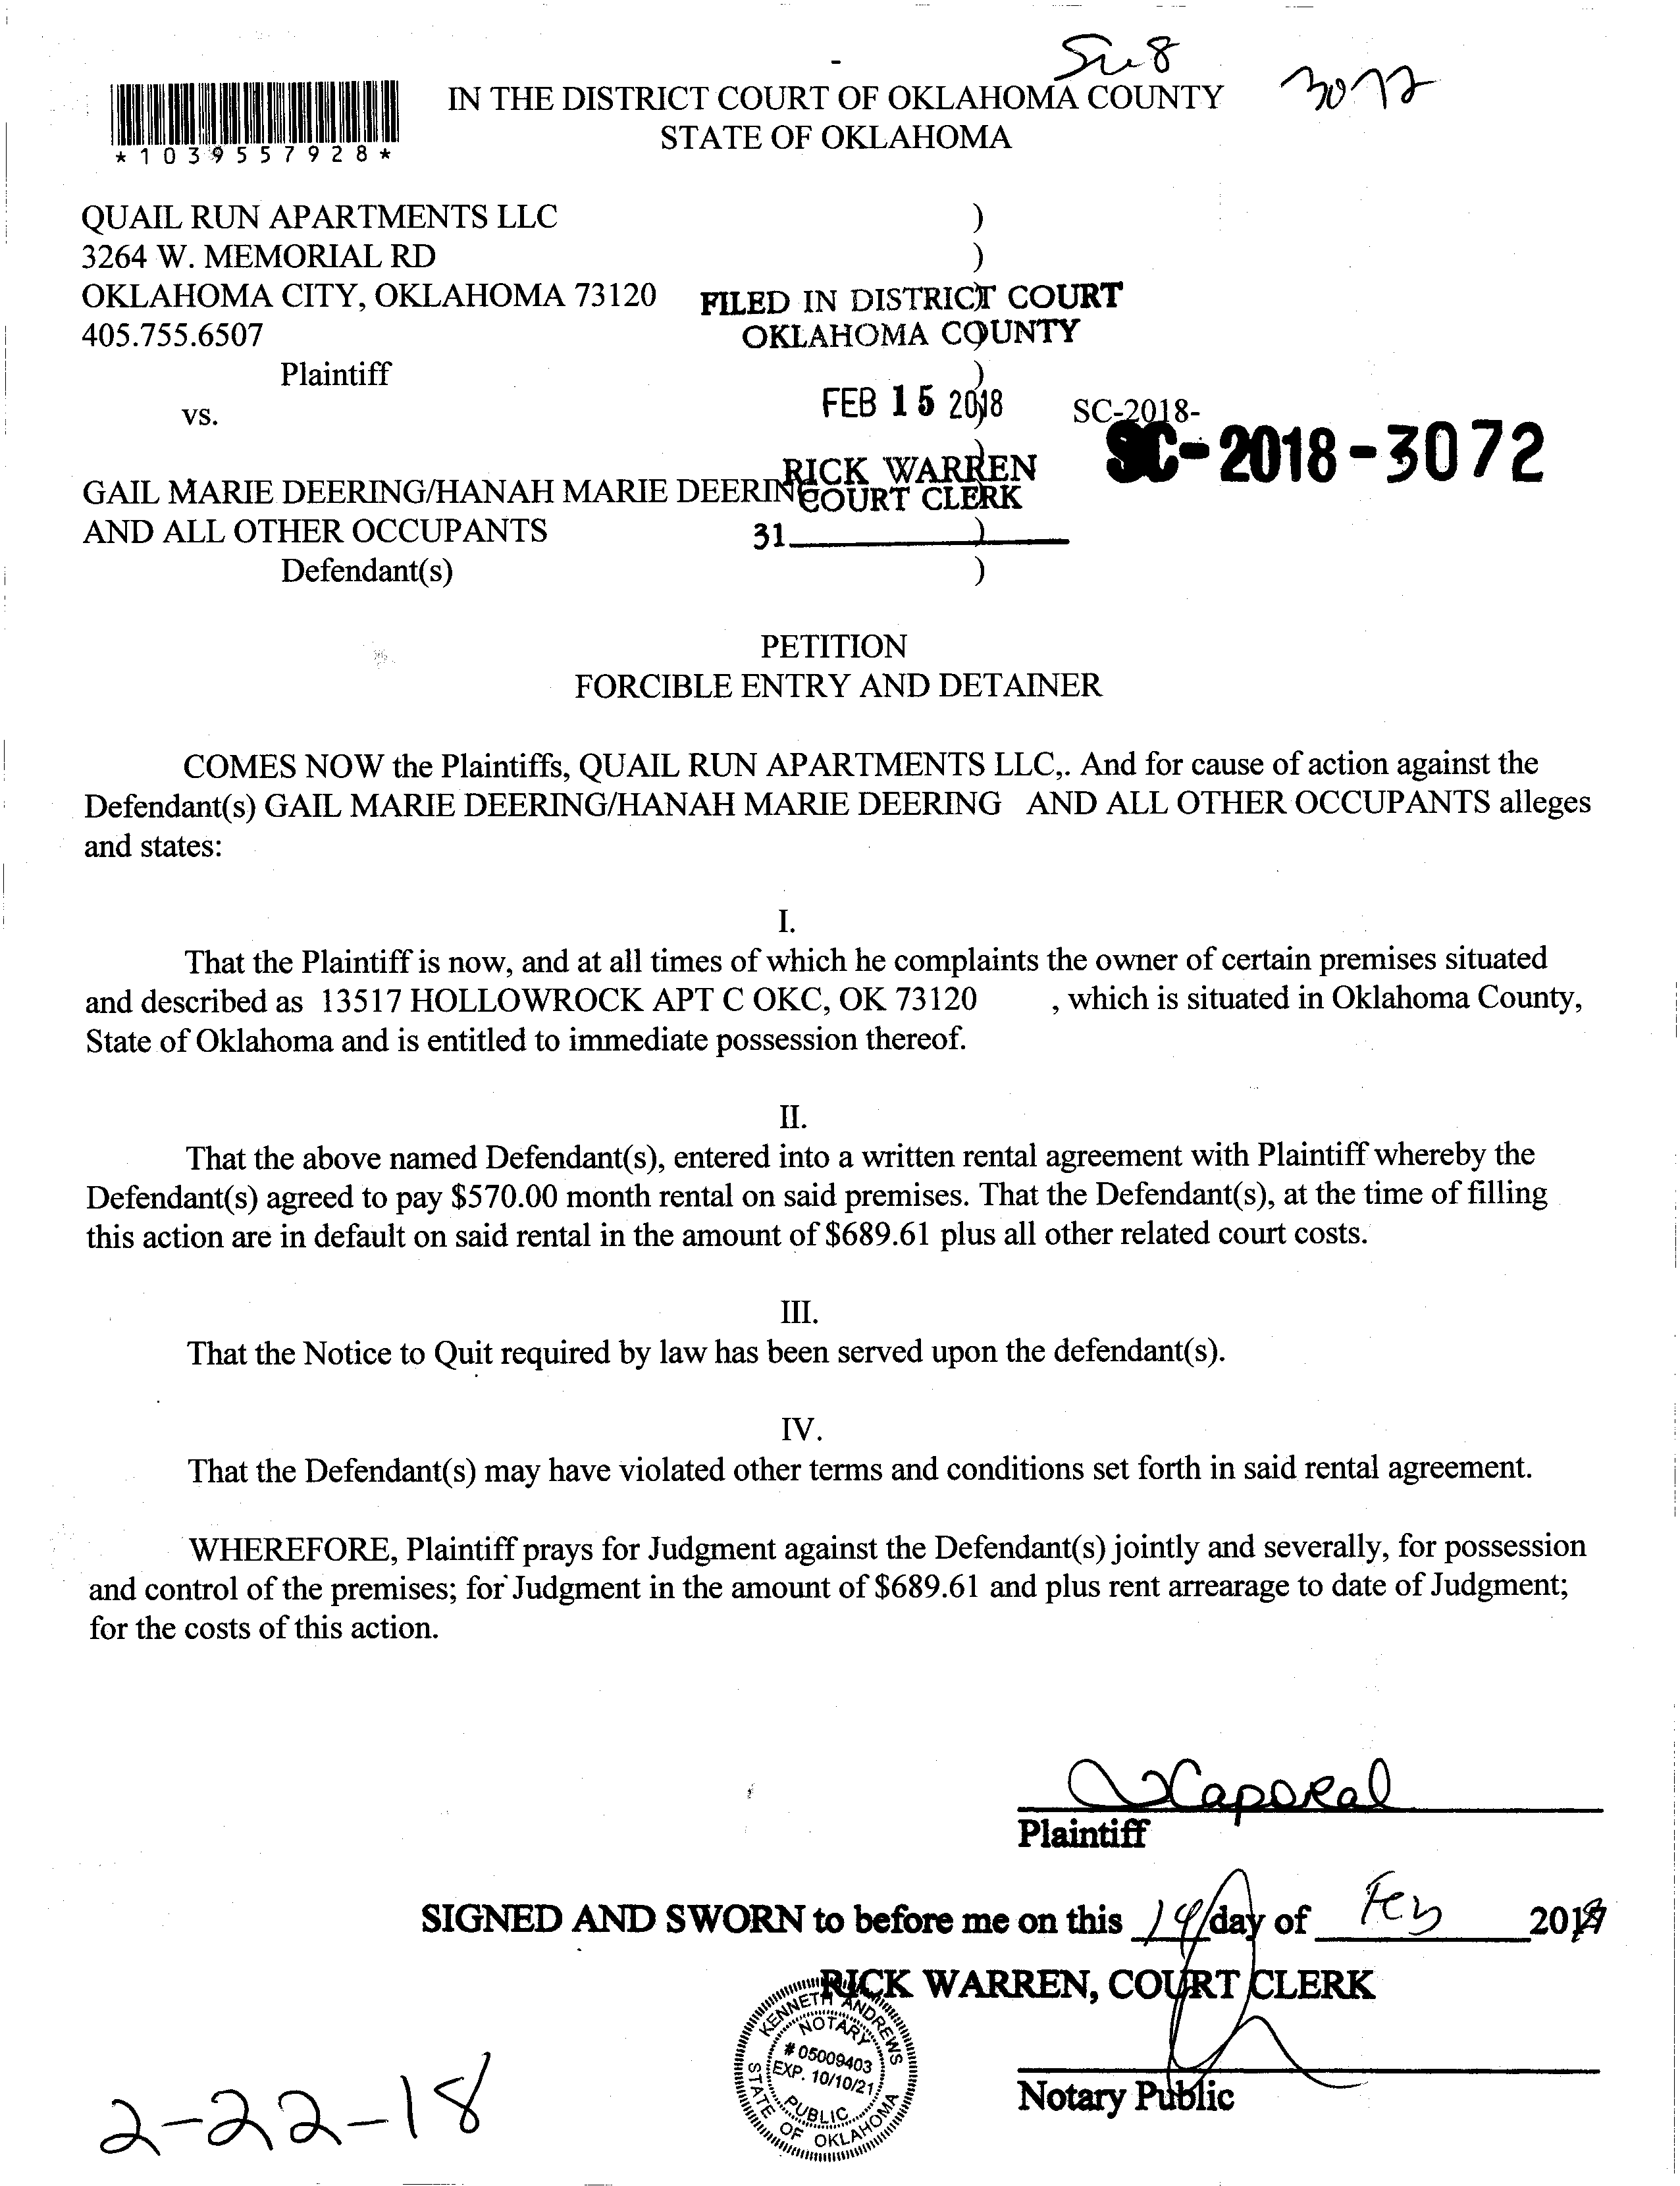 3072
IN THE DISTRICT COURT OF OKLAHOMA COUNTY
STATE OF OKLAHOMA
*1039557928*
QUAIL RUN APARTMENTS LLC )
3264 W. MEMORIAL RD )
OKLAHOMA CITY, OKLAHOMA 73120
405.755.6507
FILED IN DISTRICT COURT
OKLAHOMA COUNTY
Plaintiff )
vs.
FEB 15 2018
SC-2018-
SC-2018-3072
RICK WARREN
COURT CLERK
31
GAIL MARIE DEERING/HANAH MARIE DEERING
AND ALL OTHER OCCUPANTS )
Defendant(s) )
PETITION
FORCIBLE ENTRY AND DETAINER
COMES NOW the Plaintiffs, QUAIL RUN APARTMENTS LLC,. And for cause of action against the
Defendant(s) GAIL MARIE DEERING/HANAH MARIE DEERING AND ALL OTHER OCCUPANTS alleges
and states:
I.
That the Plaintiff is now, and at all times of which he complaints the owner of certain premises situated
and described as 13517 HOLLOWROCK APT C OKC, OK 73120 , which is situated in Oklahoma County,
State of Oklahoma and is entitled to immediate possession thereof.
II.
That the above named Defendant(s), entered into a written rental agreement with Plaintiff whereby the
Defendant(s) agreed to pay $570.00 month rental on said premises. That the Defendant(s), at the time of filling
this action are in default on said rental in the amount of $689.61 plus all other related court costs.
III.
That the Notice to Quit required by law has been served upon the defendant(s).
IV.
That the Defendant(s) may have violated other terms and conditions set forth in said rental agreement.
WHEREFORE, Plaintiff prays for Judgment against the Defendant(s) jointly and severally, for possession
and control of the premises; for Judgment in the amount of $689.61 and plus rent arrearage to date of Judgment;
for the costs of this action.
Caporal
Plaintiff
SIGNED AND SWORN to before me on this 14 day of Feb 2018
RICK WARREN, COURT CLERK
KENNETH ANDREWS
NOTARY
# 05009403
EXP. 10/10/21
PUBLIC
STATE OF OKLAHOMA
Notary Public
2-22-18